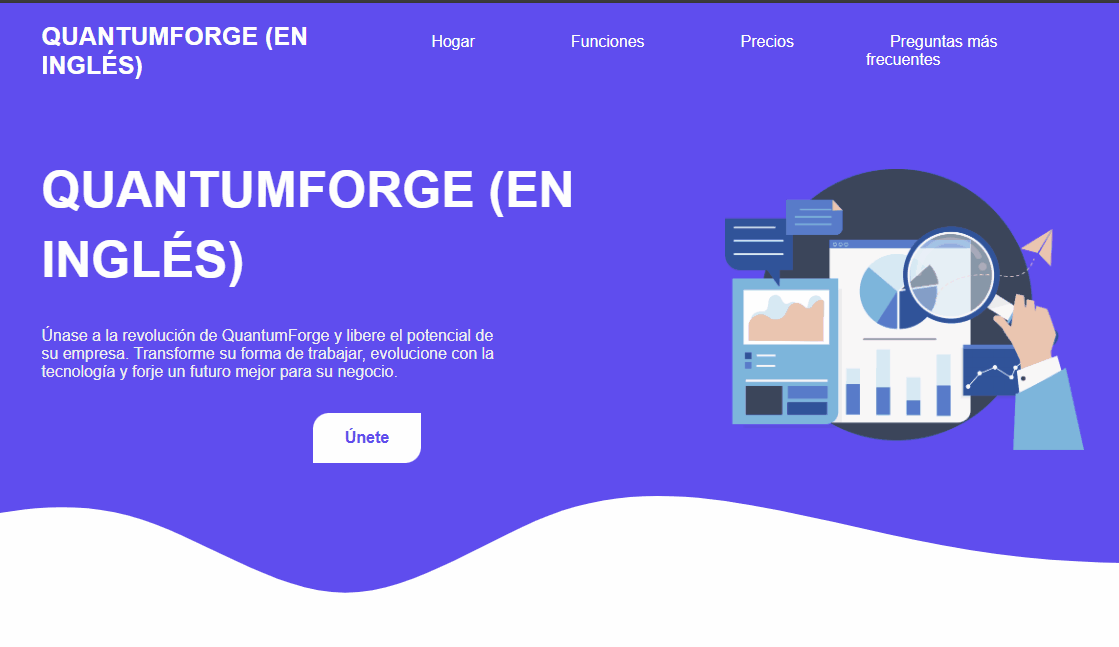 QUANTUMFORGE (EN
INGLÉS)
Hogar
Funciones
Precios
Preguntas más
frecuentes
QUANTUMFORGE (EN
INGLÉS)
Únase a la revolución de QuantumForge y libere el potencial de
su empresa. Transforme su forma de trabajar, evolucione con la
tecnología y forje un futuro mejor para su negocio.
Únete